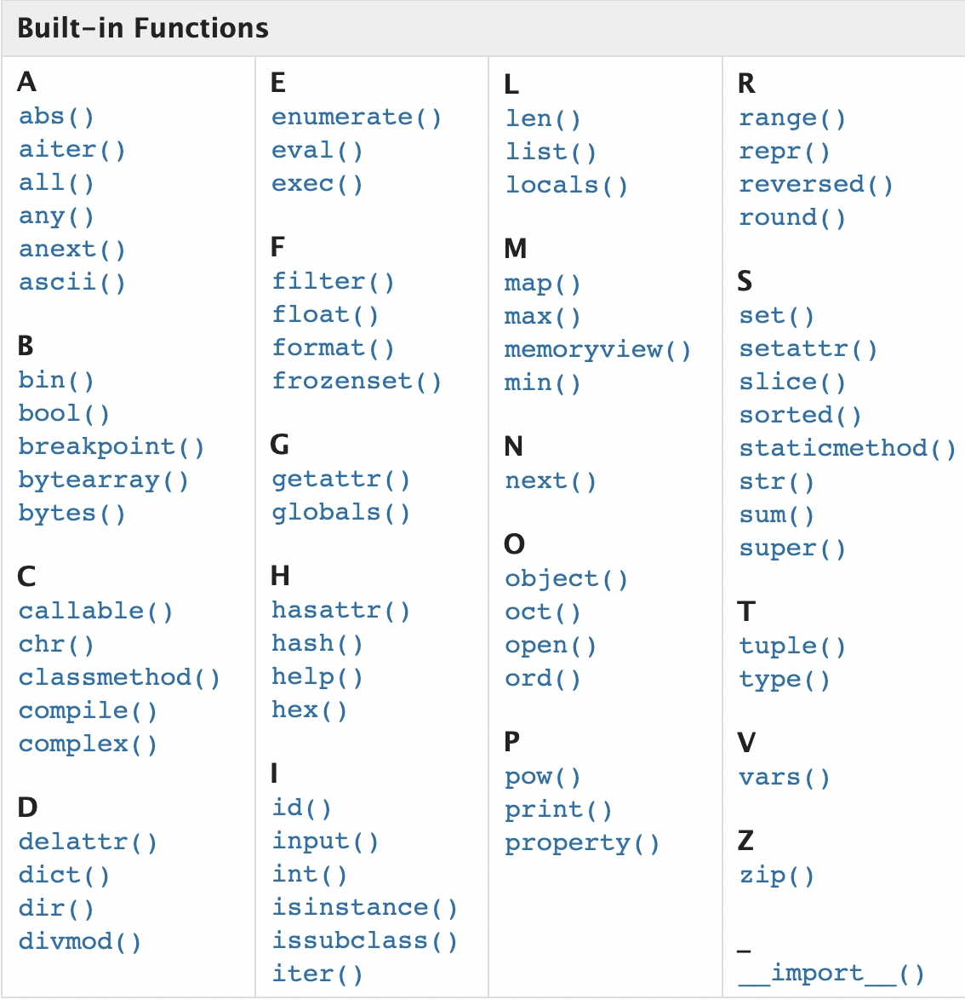 Built-in Functions
A
abs()
aiter()
all()
any()
anext()
ascii()
B
bin()
bool()
breakpoint()
bytearray()
bytes()
C
callable()
chr()
classmethod()
compile()
complex()
D
delattr()
dict()
dir()
divmod()
E
enumerate()
eval()
exec()
F
filter()
float()
format()
frozenset()
G
getattr()
globals()
H
hasattr()
hash()
help()
hex()
I
id()
input()
int()
isinstance()
issubclass()
iter()
L
len()
list()
locals()
M
map()
max()
memoryview()
min()
N
next()
O
object()
oct()
open()
ord()
P
pow()
print()
property()
R
range()
repr()
reversed()
round()
S
set()
setattr()
slice()
sorted()
staticmethod()
str()
sum()
super()
T
tuple()
type()
V
vars()
Z
zip()
_
__import__()